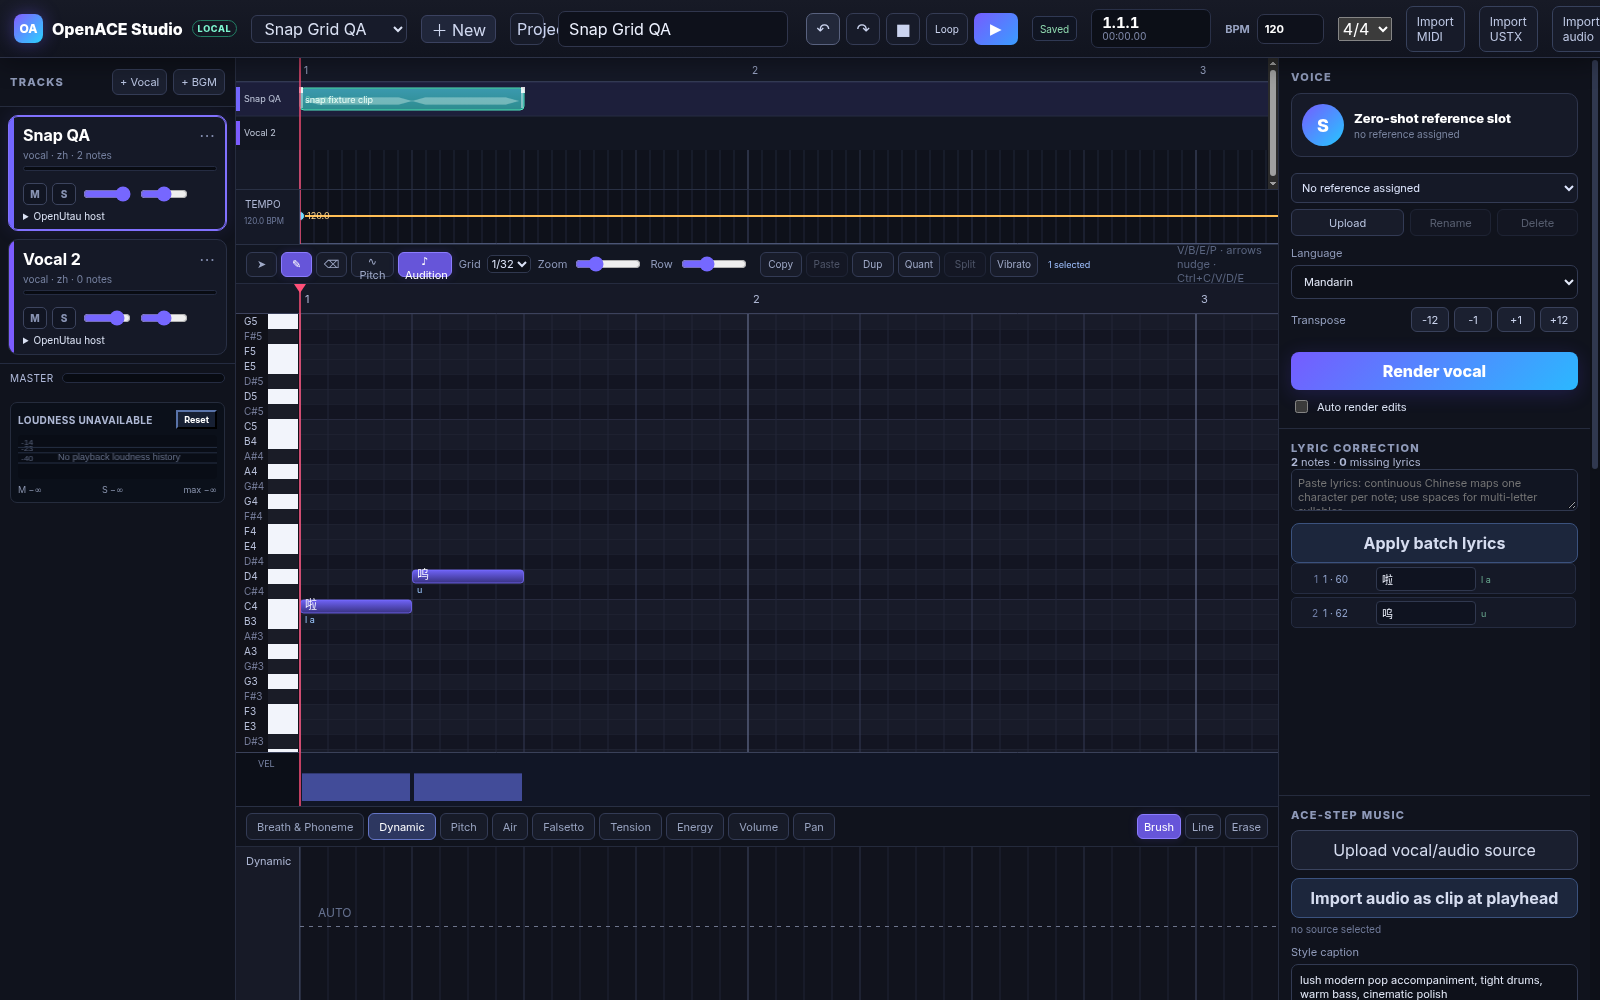 OA OpenACE Studio LOCAL Snap Grid QA + New Projec Snap Grid QA Loop Saved 1.1.1 00:00.00 BPM 120 4/4 Import MIDI Import USTX Import audio
TRACKS + Vocal + BGM
Snap QA ...
vocal · zh · 2 notes
M S
OpenUtau host
Vocal 2 ...
vocal · zh · 0 notes
M S
OpenUtau host
MASTER
LOUDNESS UNAVAILABLE Reset
-14
-23
-40
No playback loudness history
M -∞ S -∞ max -∞
1 2 3
Snap QA snap fixture clip
Vocal 2
TEMPO
120.0 BPM 120.0
Pitch Audition Grid 1/32 Zoom Row Copy Paste Dup Quant Split Vibrato 1 selected
V/B/E/P · arrows
nudge ·
Ctrl+C/V/D/E
1 2 3
G5
F#5
F5
E5
D#5
D5
C#5
C5
B4
A#4
A4
G#4
G4
F#4
F4
E4
D#4
D4 呜
C#4 u
C4 啦
B3 l a
A#3
A3
G#3
G3
F#3
F3
E3
D#3
VEL
Breath & Phoneme Dynamic Pitch Air Falsetto Tension Energy Volume Pan Brush Line Erase
Dynamic
AUTO
VOICE
S Zero-shot reference slot
no reference assigned
No reference assigned
Upload Rename Delete
Language
Mandarin
Transpose -12 -1 +1 +12
Render vocal
Auto render edits
LYRIC CORRECTION
2 notes · 0 missing lyrics
Paste lyrics: continuous Chinese maps one
character per note; use spaces for multi-letter
syllables
Apply batch lyrics
1 1 · 60 啦 l a
2 1 · 62 呜 u
ACE-STEP MUSIC
Upload vocal/audio source
Import audio as clip at playhead
no source selected
Style caption
lush modern pop accompaniment, tight drums,
warm bass, cinematic polish